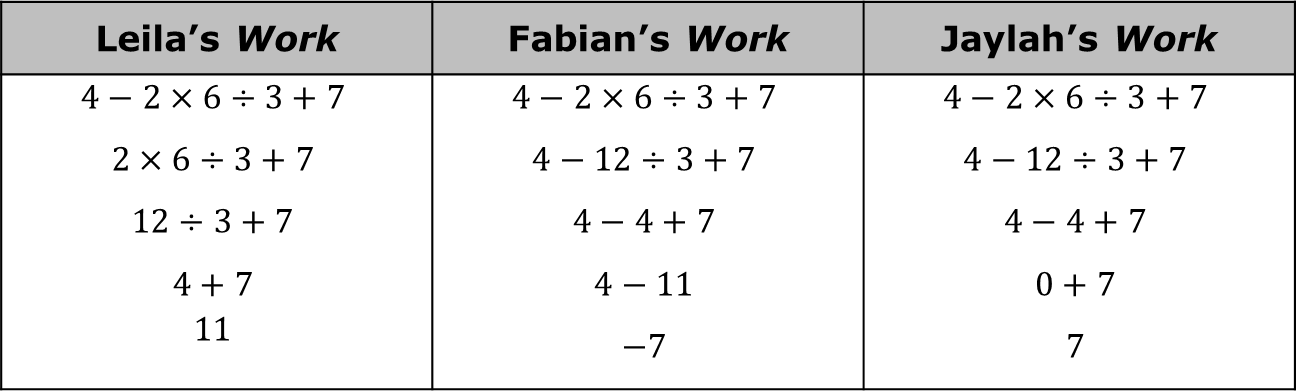 Leila’s Work
4 − 2 × 6 ÷ 3 + 7
2 × 6 ÷ 3 + 7
12 ÷ 3 + 7
4 + 7
11
Fabian’s Work
4 − 2 × 6 ÷ 3 + 7
4 − 12 ÷ 3 + 7
4 − 4 + 7
4 − 11
−7
Jaylah’s Work
4 − 2 × 6 ÷ 3 + 7
4 − 12 ÷ 3 + 7
4 − 4 + 7
0 + 7
7